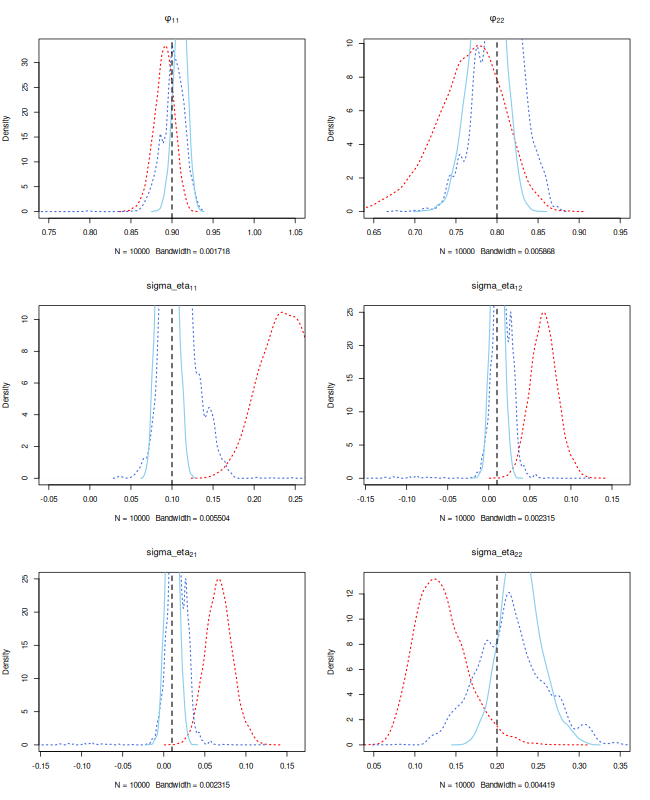 φ11 φ22
Density 0 5 10 15 20 25 30
0.75 0.80 0.85 0.90 0.95 1.00 1.05
N = 10000 Bandwidth = 0.001718
Density 0 2 4 6 8 10
0.65 0.70 0.75 0.80 0.85 0.90 0.95
N = 10000 Bandwidth = 0.005868
sigma_eta11 sigma_eta12
Density 0 2 4 6 8 10
-0.05 0.00 0.05 0.10 0.15 0.20 0.25
N = 10000 Bandwidth = 0.005504
Density 0 5 10 15 20 25
-0.15 -0.10 -0.05 0.00 0.05 0.10 0.15
N = 10000 Bandwidth = 0.002315
sigma_eta21 sigma_eta22
Density 0 5 10 15 20 25
-0.15 -0.10 -0.05 0.00 0.05 0.10 0.15
N = 10000 Bandwidth = 0.002315
Density 0 2 4 6 8 10 12
0.05 0.10 0.15 0.20 0.25 0.30 0.35
N = 10000 Bandwidth = 0.004419